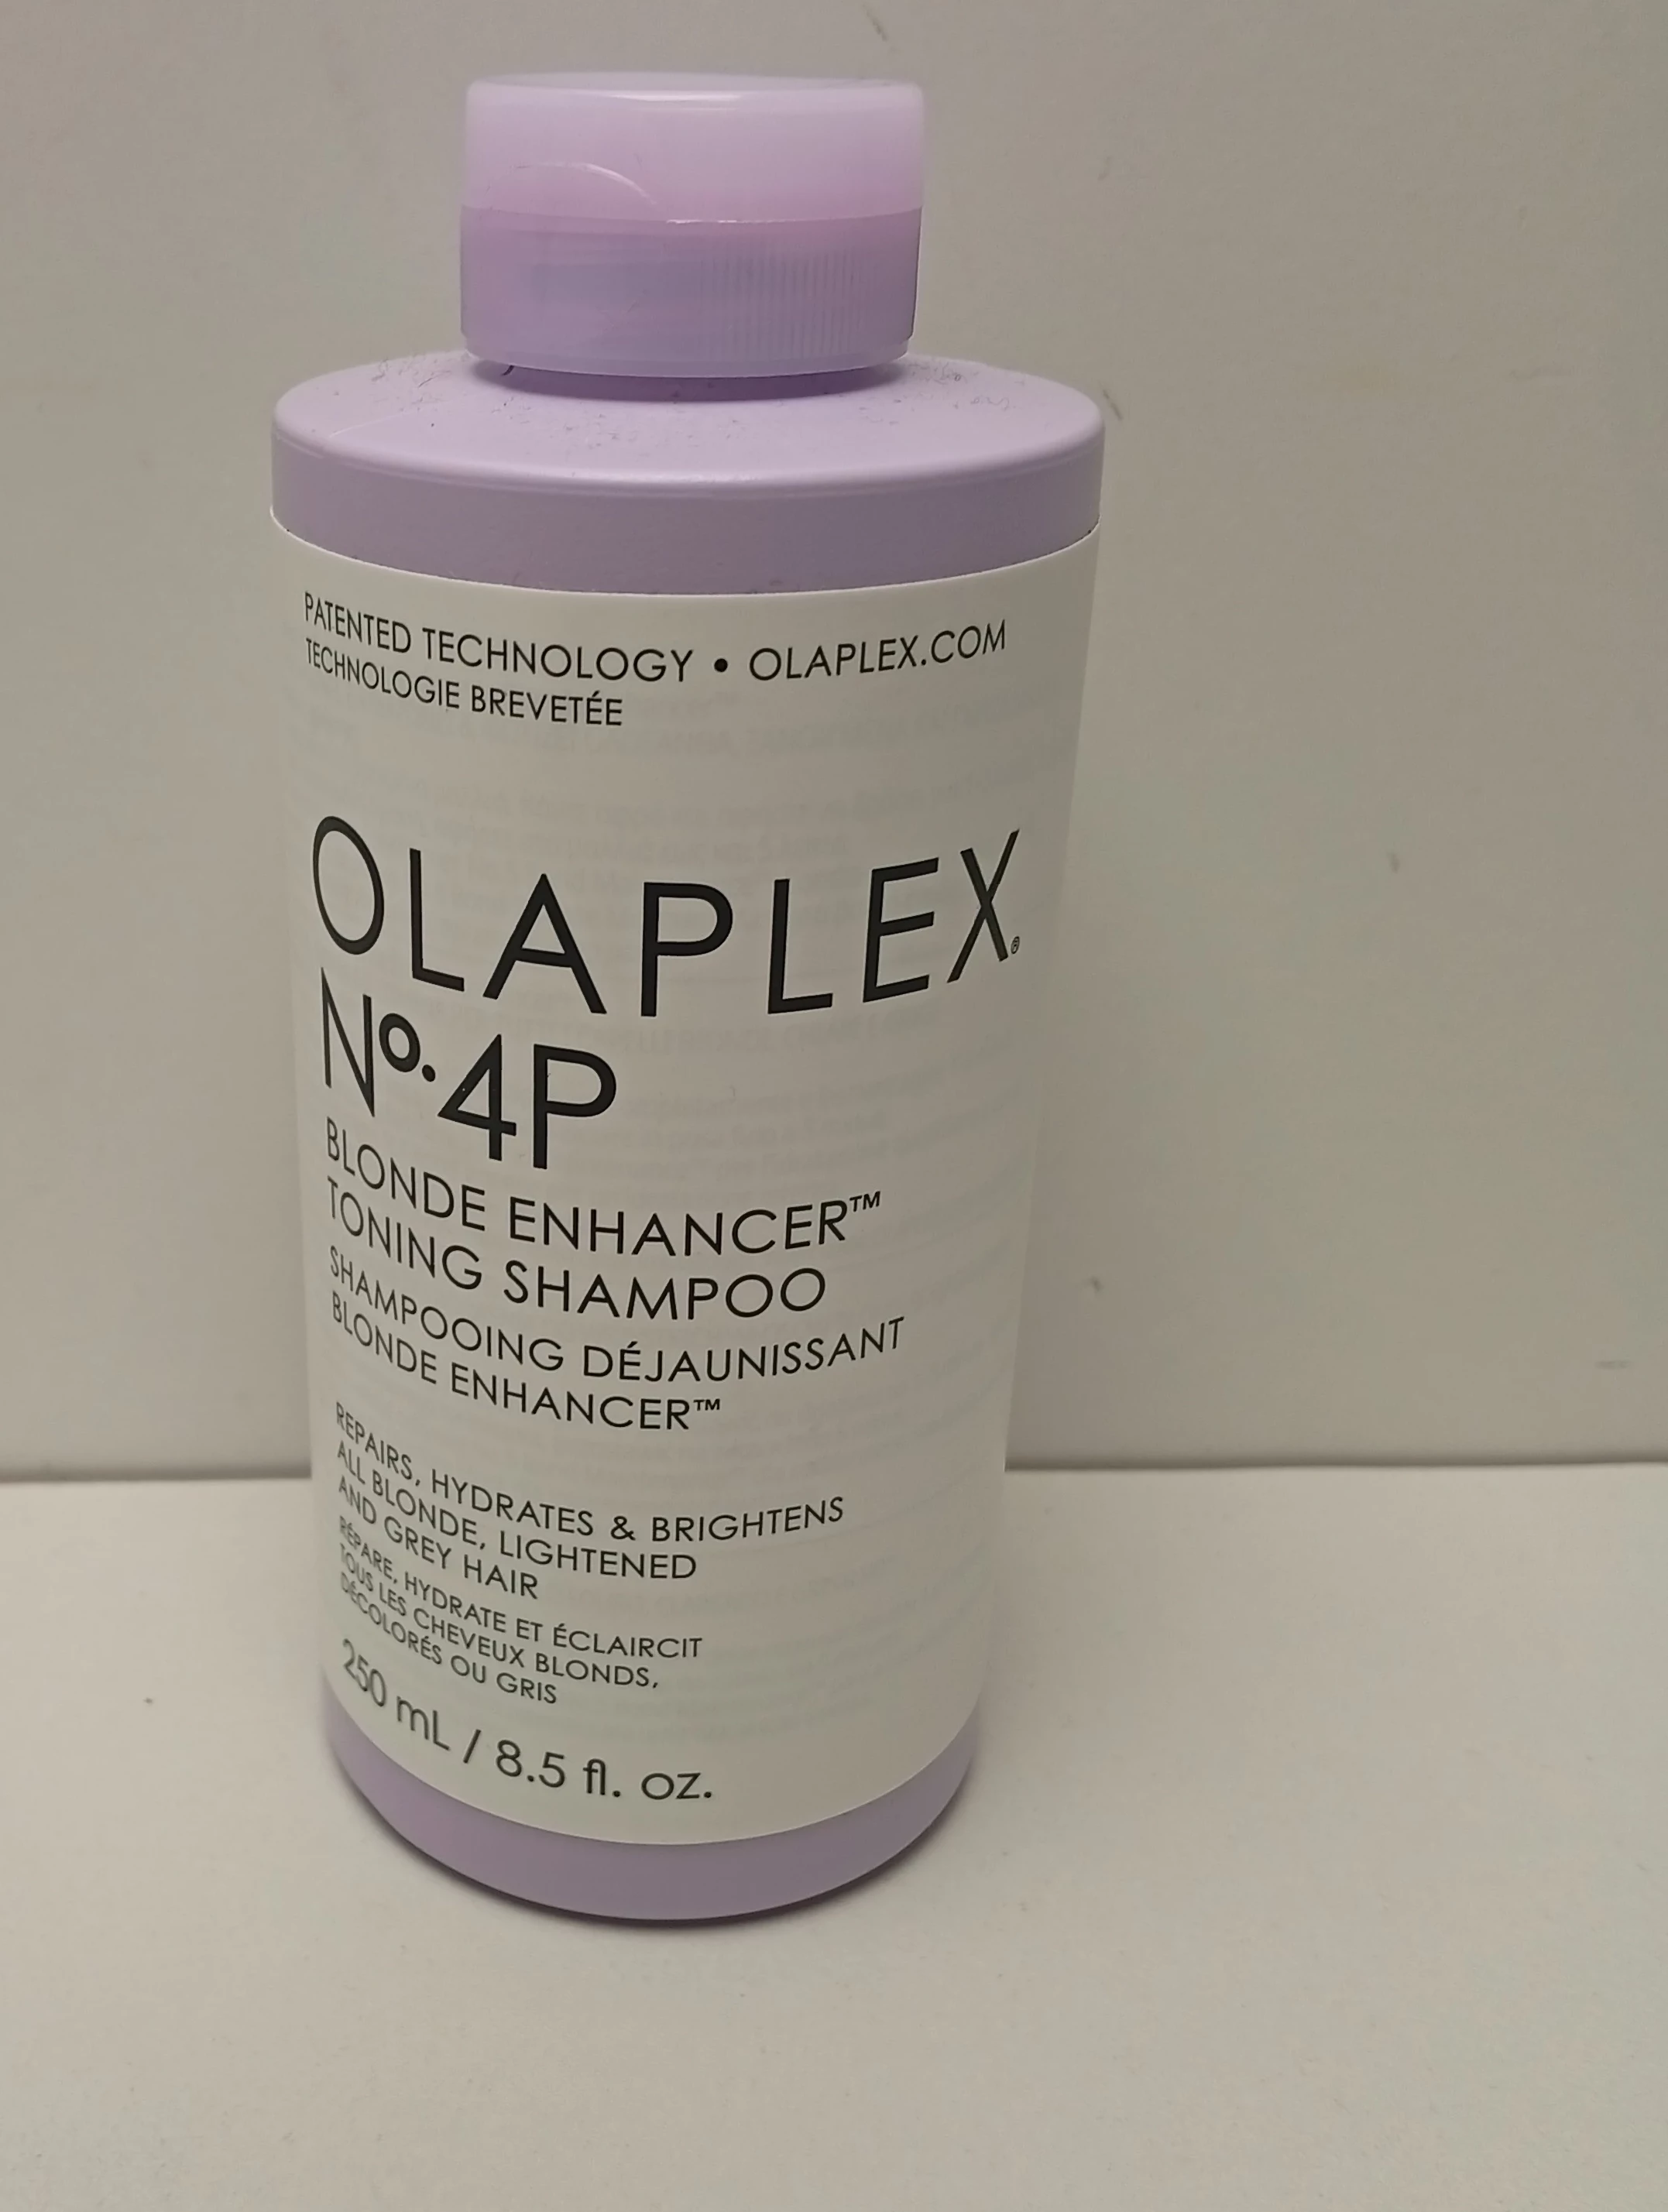 PATENTED TECHNOLOGY • OLAPLEX.COM
TECHNOLOGIE BREVETÉE
OLAPLEX®
Nº.4P
BLONDE ENHANCER™
TONING SHAMPOO
SHAMPOOING DÉJAUNISSANT
BLONDE ENHANCER™
REPAIRS, HYDRATES & BRIGHTENS
ALL BLONDE, LIGHTENED
AND GREY HAIR
RÉPARE, HYDRATE ET ÉCLAIRCIT
TOUS LES CHEVEUX BLONDS,
DÉCOLORÉS OU GRIS
250 mL / 8.5 fl. oz.